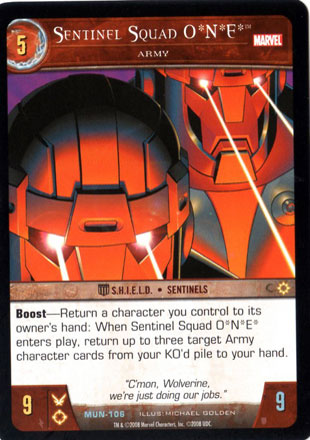 5
SENTINEL SQUAD O*N*E*™
MARVEL
ARMY
S.H.I.E.L.D. • SENTINELS
C
Boost—Return a character you control to its
owner's hand: When Sentinel Squad O*N*E*
enters play, return up to three target Army
character cards from your KO'd pile to your hand.
"C'mon, Wolverine,
we're just doing our jobs."
9
MUN-106 ILLUS: MICHAEL GOLDEN
9
TM & ©2008 Marvel Characters, Inc. ©2008 UDC.